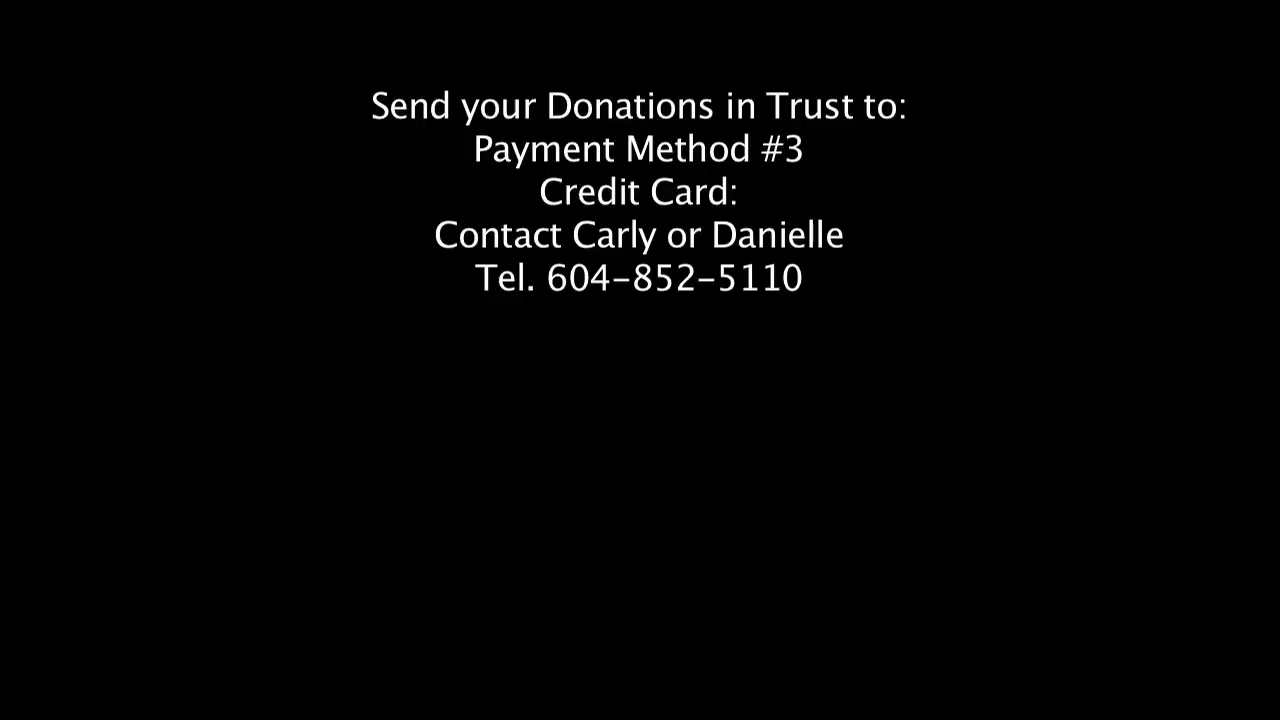 Send your Donations in Trust to:
Payment Method #3
Credit Card:
Contact Carly or Danielle
Tel. 604-852-5110